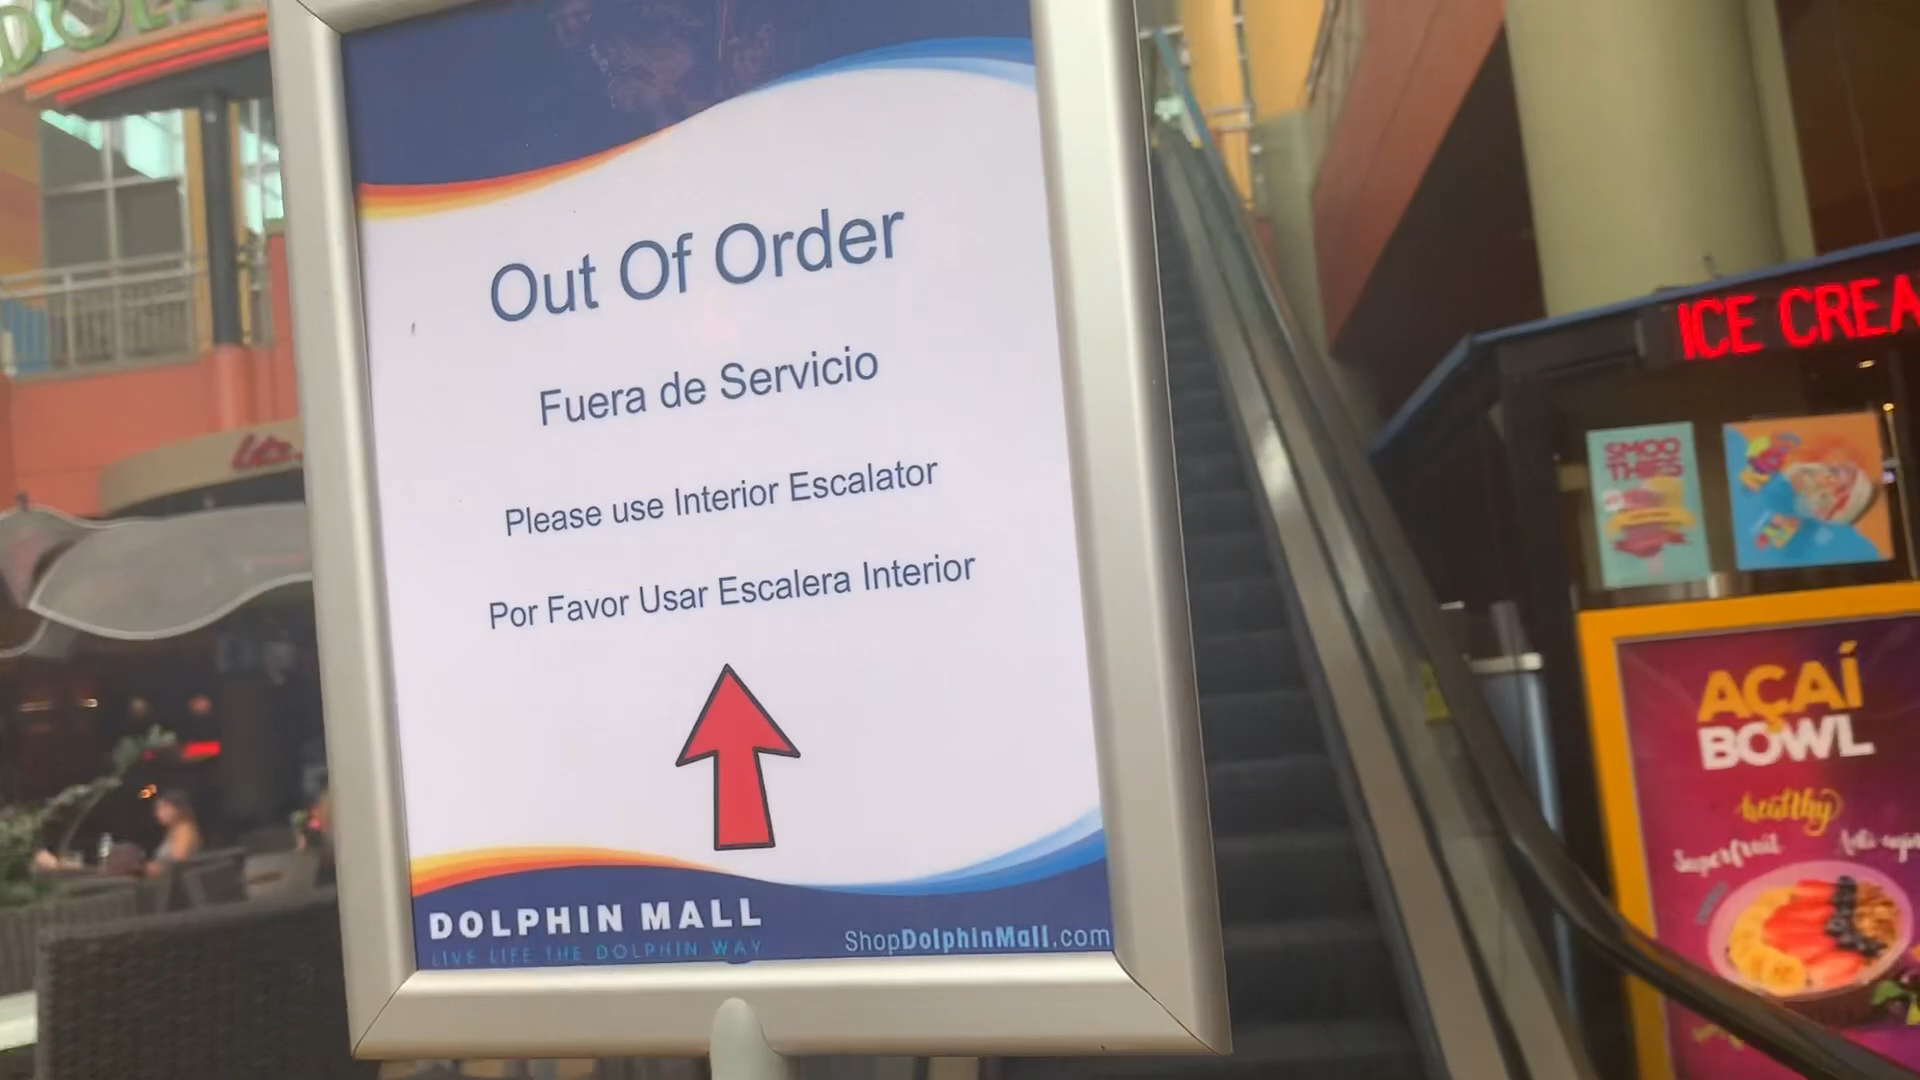 Out Of Order
Fuera de Servicio
Please use Interior Escalator
Por Favor Usar Escalera Interior
DOLPHIN MALL
LIVE LIFE THE DOLPHIN WAY
ShopDolphinMall.com
ICE CREA
SMOO
THIES
AÇAÍ
BOWL
healthy
Superfruit